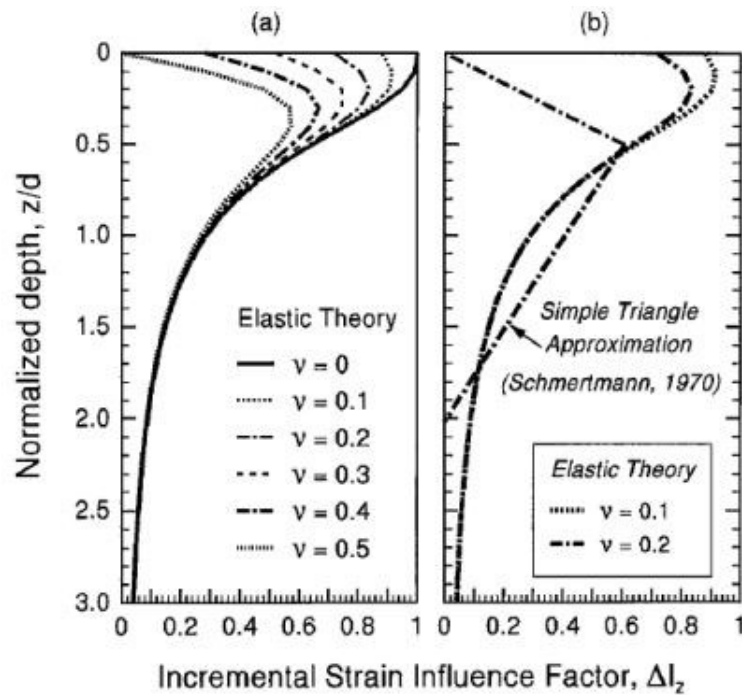 (a)
(b)
Normalized depth, z/d
0
0.5
1.0
1.5
2.0
2.5
3.0
Elastic Theory
ν = 0
ν = 0.1
ν = 0.2
ν = 0.3
ν = 0.4
ν = 0.5
0 0.2 0.4 0.6 0.8 1
Simple Triangle
Approximation
(Schmertmann, 1970)
Elastic Theory
ν = 0.1
ν = 0.2
0 0.2 0.4 0.6 0.8 1
Incremental Strain Influence Factor, ΔI_z